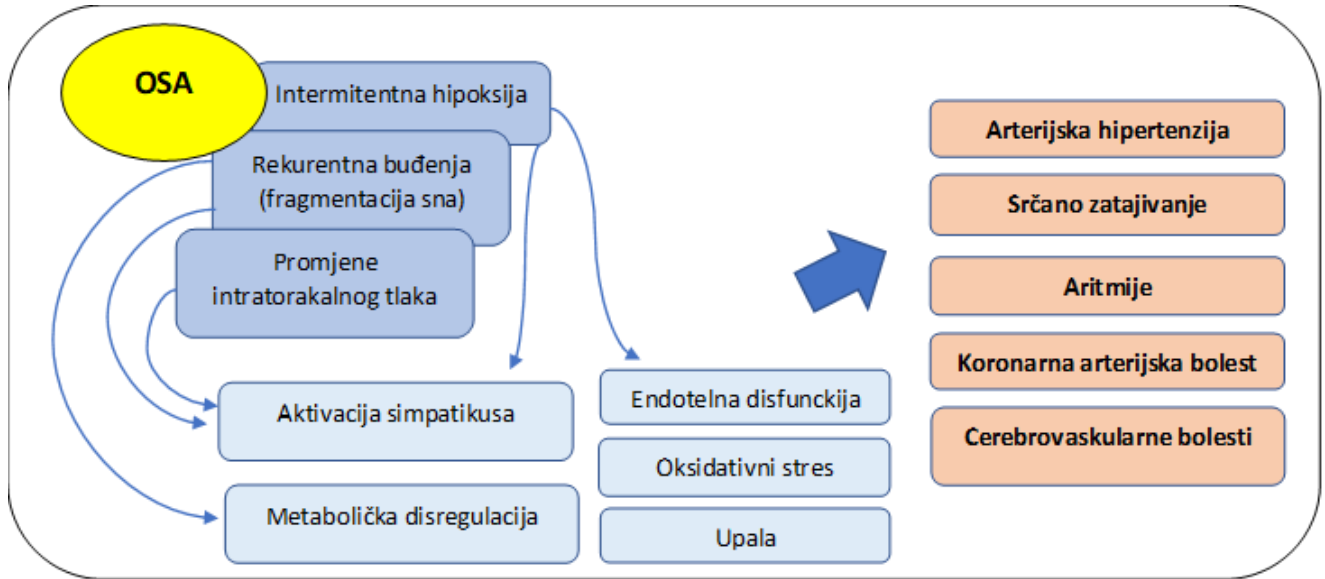 OSA
Intermitentna hipoksija
Rekurentna buđenja
(fragmentacija sna)
Promjene
intratorakalnog tlaka
Aktivacija simpatikusa
Metabolička disregulacija
Endotelna disfunckija
Oksidativni stres
Upala
Arterijska hipertenzija
Srčano zatajivanje
Aritmije
Koronarna arterijska bolest
Cerebrovaskularne bolesti